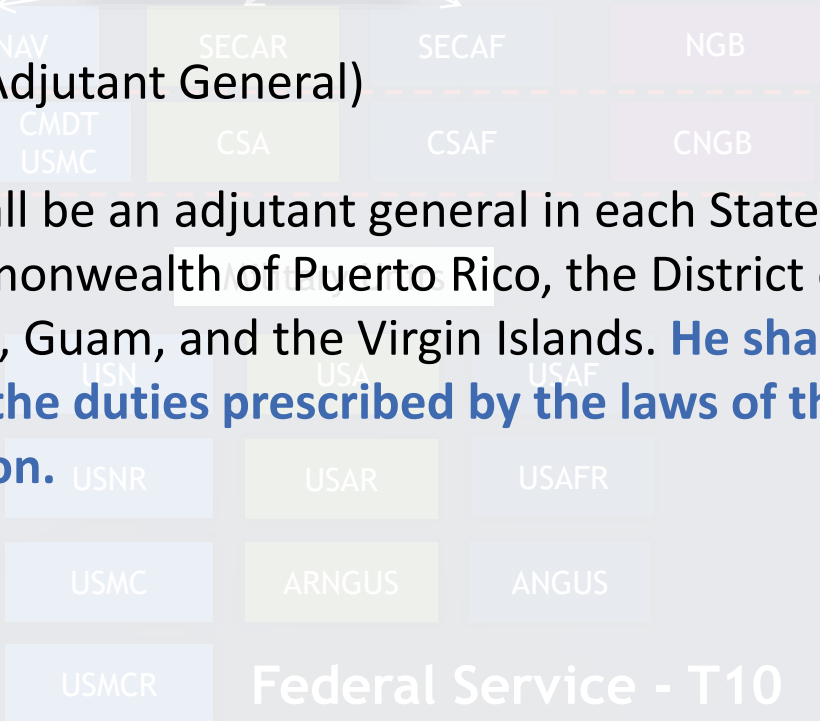 NAV SECAR SECAF NGB
Adjutant General)
CMDT
USMC CSA CSAF CNGB
ll be an adjutant general in each State
monwealth of Puerto Rico, the District
, Guam, and the Virgin Islands. He sha
USN USA USAF
the duties prescribed by the laws of th
on. USNR USAR USAFR
USMC ARNGUS ANGUS
USMCR Federal Service - T10